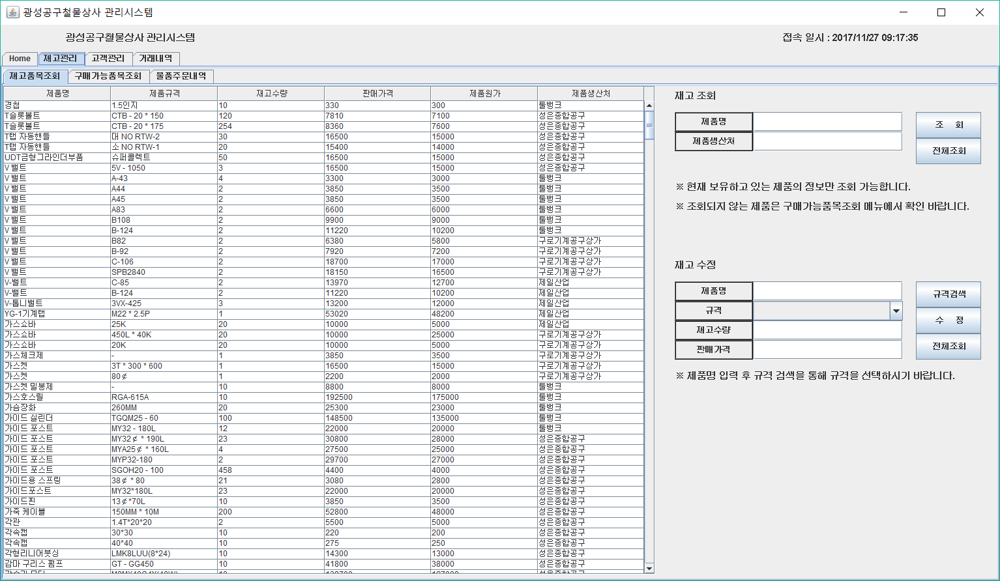 광성공구철물상사 관리시스템
광성공구철물상사 관리시스템
접속 일시 : 2017/11/27 09:17:35
Home 재고관리 고객관리 거래내역
재고품목조회 구매가능품목조회 물품주문내역
제품명 제품규격 재고수량 판매가격 제품원가 제품생산처
경첩 1.5인지 10 330 300 툴뱅크
T슬롯볼트 CTB - 20 * 150 120 7810 7100 성은종합공구
T슬롯볼트 CTB - 20 * 175 254 8360 7600 성은종합공구
T탭 자동핸들 대 NO RTW-2 30 16500 15000 성은종합공구
T탭 자동핸들 소 NO RTW-1 20 15400 14000 성은종합공구
UDT금형그라인더부품 슈퍼콜렉트 50 16500 15000 성은종합공구
V 밸트 5V - 1050 3 16500 15000 성은종합공구
V 밸트 A-43 4 3300 3000 툴뱅크
V 밸트 A44 2 3850 3500 툴뱅크
V 밸트 A45 2 3850 3500 툴뱅크
V 밸트 A83 2 6600 6000 툴뱅크
V 밸트 B108 2 9900 9000 툴뱅크
V 밸트 B-124 2 11220 10200 툴뱅크
V 밸트 B82 2 6380 5800 구로기계공구상가
V 밸트 B-92 2 7920 7200 구로기계공구상가
V 밸트 C-106 2 18700 17000 구로기계공구상가
V 밸트 SPB2840 2 18150 16500 구로기계공구상가
V-밸트 C-85 2 13970 12700 제일산업
V-밸트 B-124 2 11220 10200 제일산업
V-톱니밸트 3VX-425 3 13200 12000 제일산업
YG-1기계탭 M22 * 2.5P 1 53020 48200 제일산업
가스쇼바 25K 20 10000 5000 제일산업
가스쇼바 450L * 40K 20 10000 25000 구로기계공구상가
가스쇼바 20K 20 10000 5000 구로기계공구상가
가스체크제 - 1 3850 3500 구로기계공구상가
가스켓 3T * 300 * 600 1 16500 15000 구로기계공구상가
가스켓 80￠ 1 2200 2000 구로기계공구상가
가스켓 밀봉제 - 10 8800 8000 툴뱅크
가스호스릴 RGA-615A 10 192500 175000 툴뱅크
가슴장화 260MM 20 25300 23000 툴뱅크
가이드 실린더 TGQM25 - 60 100 148500 135000 툴뱅크
가이드 포스트 MY32 - 180L 12 22000 20000 툴뱅크
가이드 포스트 MY32￠ * 190L 23 30800 28000 성은종합공구
가이드 포스트 MYA25￠ * 160L 4 27500 25000 성은종합공구
가이드 포스트 MYP32-180 2 29700 27000 성은종합공구
가이드 포스트 SGOH20 - 100 458 4400 4000 성은종합공구
가이드용 스프링 38￠ * 80 21 3080 2800 성은종합공구
가이드포스트 MY32*180L 23 22000 20000 성은종합공구
가이드핀 13￠*70L 10 3850 3500 성은종합공구
가죽 케이블 150MM * 10M 200 52800 48000 성은종합공구
각관 1.4T*20*20 2 5500 5000 성은종합공구
각속캡 30*30 10 220 200 성은종합공구
각속캡 40*40 10 275 250 성은종합공구
각형리니어붓싱 LMK8LUU(8*24) 10 14300 13000 성은종합공구
감마 구리스 펌프 GT - GG450 10 41800 38000 성은종합공구
재고 조회
제품명 조 회
제품생산처 전체조회
※ 현재 보유하고 있는 제품의 정보만 조회 가능합니다.
※ 조회되지 않는 제품은 구매가능품목조회 메뉴에서 확인 바랍니다.
재고 수정
제품명 규격검색
규격 수 정
재고수량 전체조회
판매가격
※ 제품명 입력 후 규격 검색을 통해 규격을 선택하시기 바랍니다.